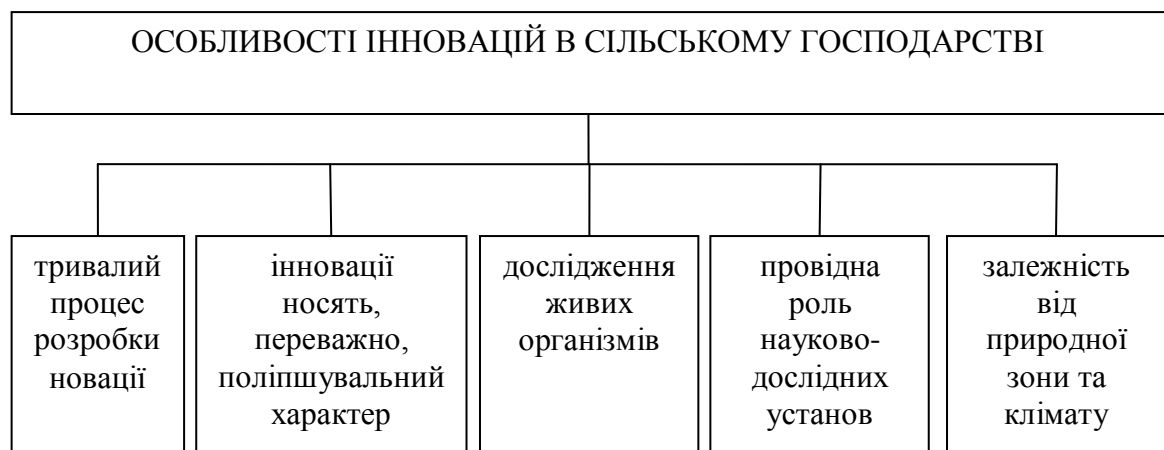 ОСОБЛИВОСТІ ІННОВАЦІЙ В СІЛЬСЬКОМУ ГОСПОДАРСТВІ
тривалий
процес
розробки
новації
інновації
носять,
переважно,
поліпшувальний
характер
дослідження
живих
організмів
провідна
роль
науково-
дослідних
установ
залежність
від
природної
зони та
клімату